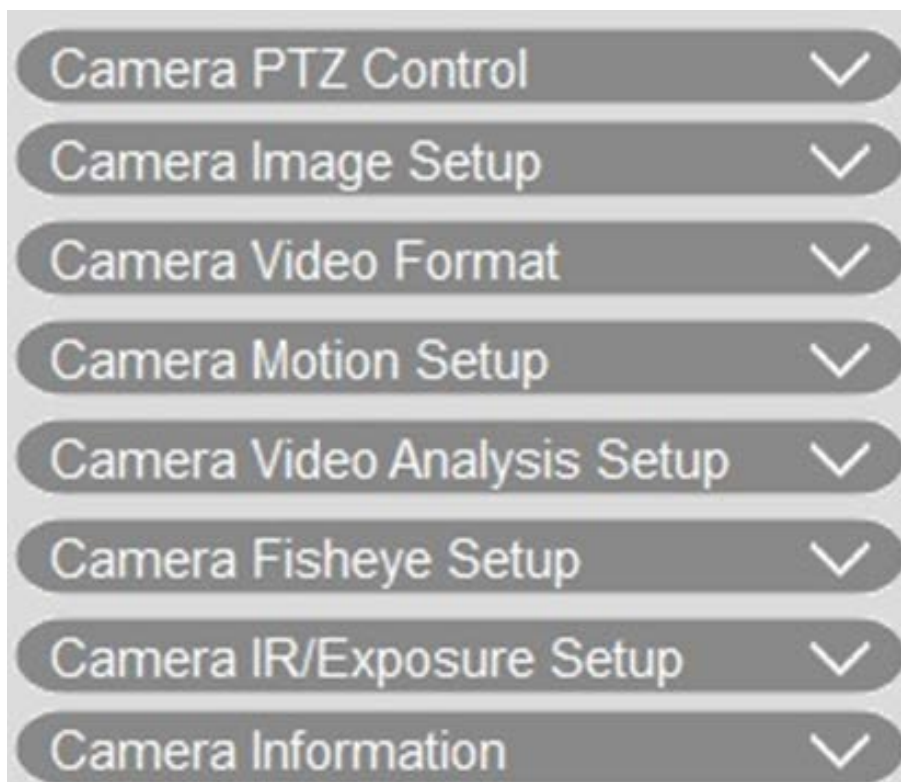 Camera PTZ Control
Camera Image Setup
Camera Video Format
Camera Motion Setup
Camera Video Analysis Setup
Camera Fisheye Setup
Camera IR/Exposure Setup
Camera Information